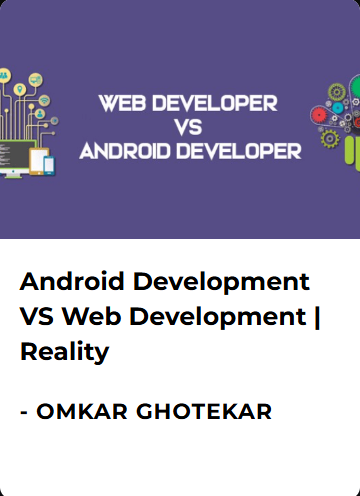 WEB DEVELOPER
VS
ANDROID DEVELOPER
Android Development
VS Web Development |
Reality
- OMKAR GHOTEKAR